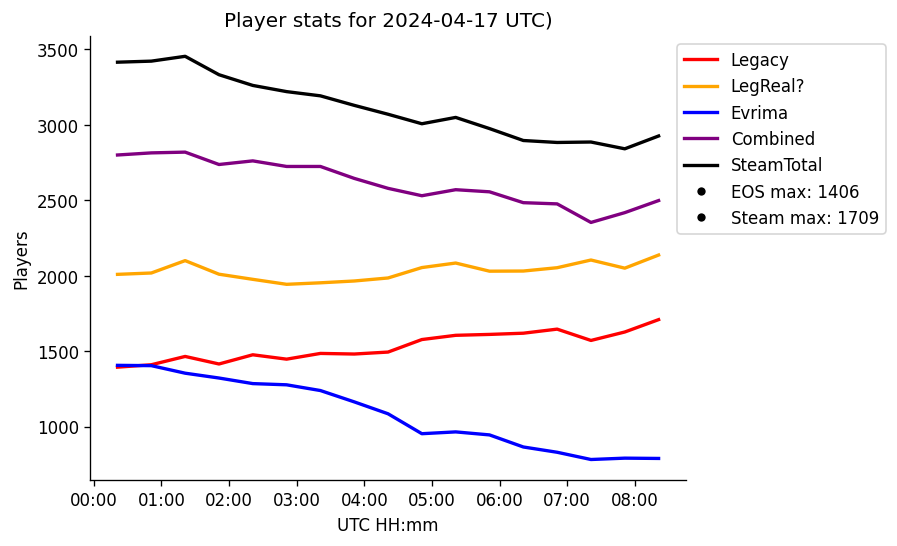 Player stats for 2024-04-17 UTC)
3500
3000
2500
2000
1500
1000
Players
00:00 01:00 02:00 03:00 04:00 05:00 06:00 07:00 08:00
UTC HH:mm
Legacy
LegReal?
Evrima
Combined
SteamTotal
EOS max: 1406
Steam max: 1709